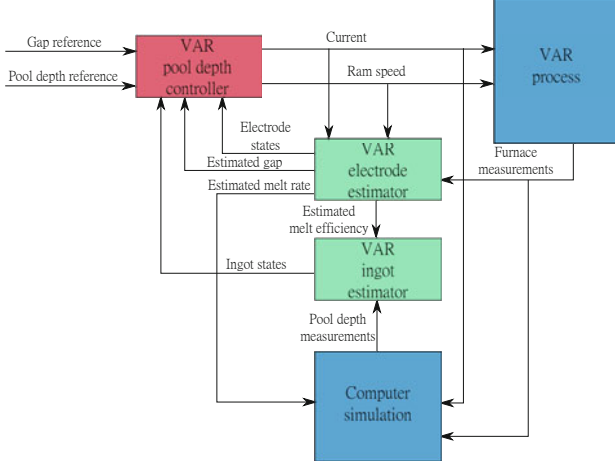 Gap reference
Pool depth reference
VAR
pool depth
controller
Current
Ram speed
VAR
process
Electrode
states
Estimated gap
Estimated melt rate
VAR
electrode
estimator
Furnace
measurements
Estimated
melt efficiency
VAR
ingot
estimator
Ingot states
Pool depth
measurements
Computer
simulation